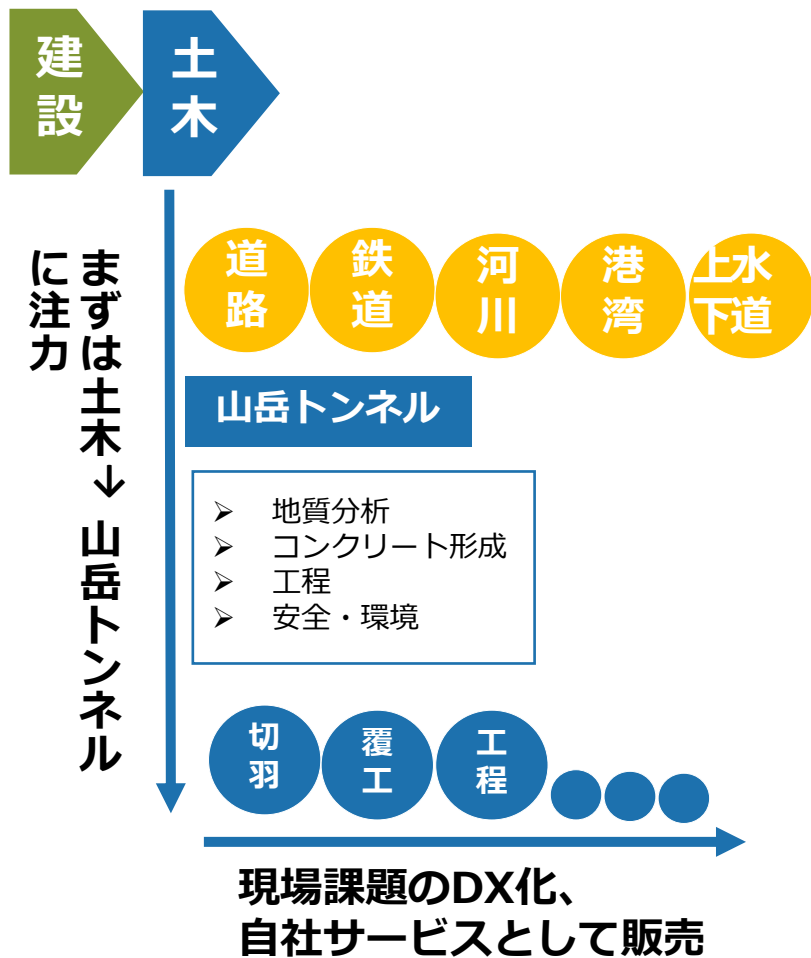 建設
土木
まずは土木→ 山岳トンネル
に注力
道路
鉄道
河川
港湾
上水
下道
山岳トンネル
➢ 地質分析
➢ コンクリート形成
➢ 工程
➢ 安全・環境
切羽
覆工
工程
現場課題のDX化、
自社サービスとして販売